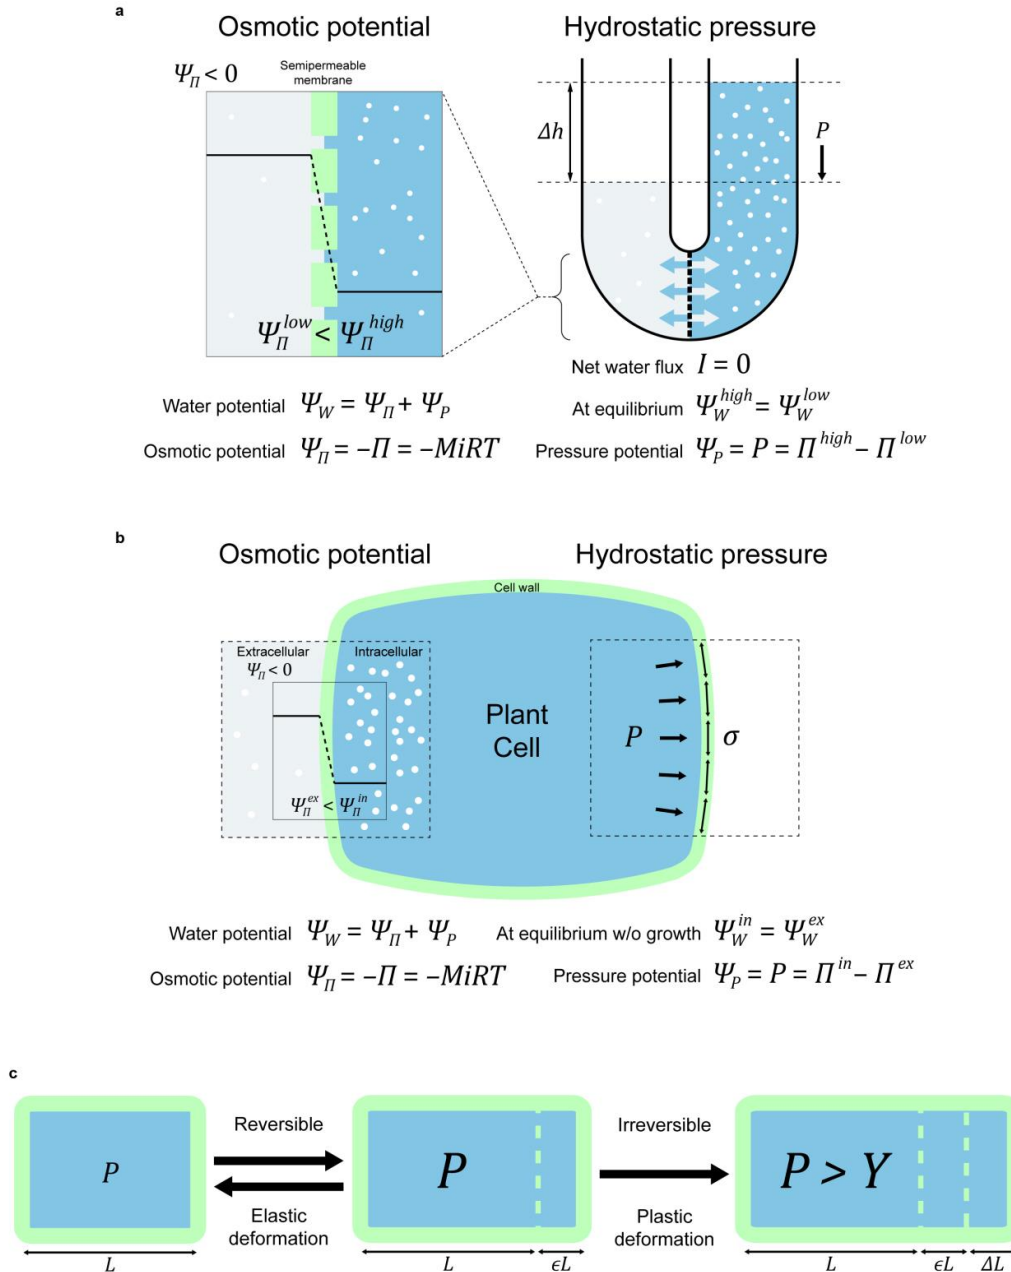 a
Osmotic potential
Hydrostatic pressure
Ψ_Π < 0
Semipermeable
membrane
Δh
P
Ψ_Π^low < Ψ_Π^high
Net water flux I = 0
Water potential Ψ_W = Ψ_Π + Ψ_P
At equilibrium Ψ_W^high = Ψ_W^low
Osmotic potential Ψ_Π = −Π = −MiRT
Pressure potential Ψ_P = P = Π^high − Π^low
b
Osmotic potential
Hydrostatic pressure
Cell wall
Extracellular
Intracellular
Ψ_Π < 0
Plant
Cell
P
σ
Ψ_Π^ex < Ψ_Π^in
Water potential Ψ_W = Ψ_Π + Ψ_P
At equilibrium w/o growth Ψ_W^in = Ψ_W^ex
Osmotic potential Ψ_Π = −Π = −MiRT
Pressure potential Ψ_P = P = Π^in − Π^ex
c
P
Reversible
Elastic
deformation
P
Irreversible
Plastic
deformation
P > Y
L
L
ϵL
L
ϵL
ΔL